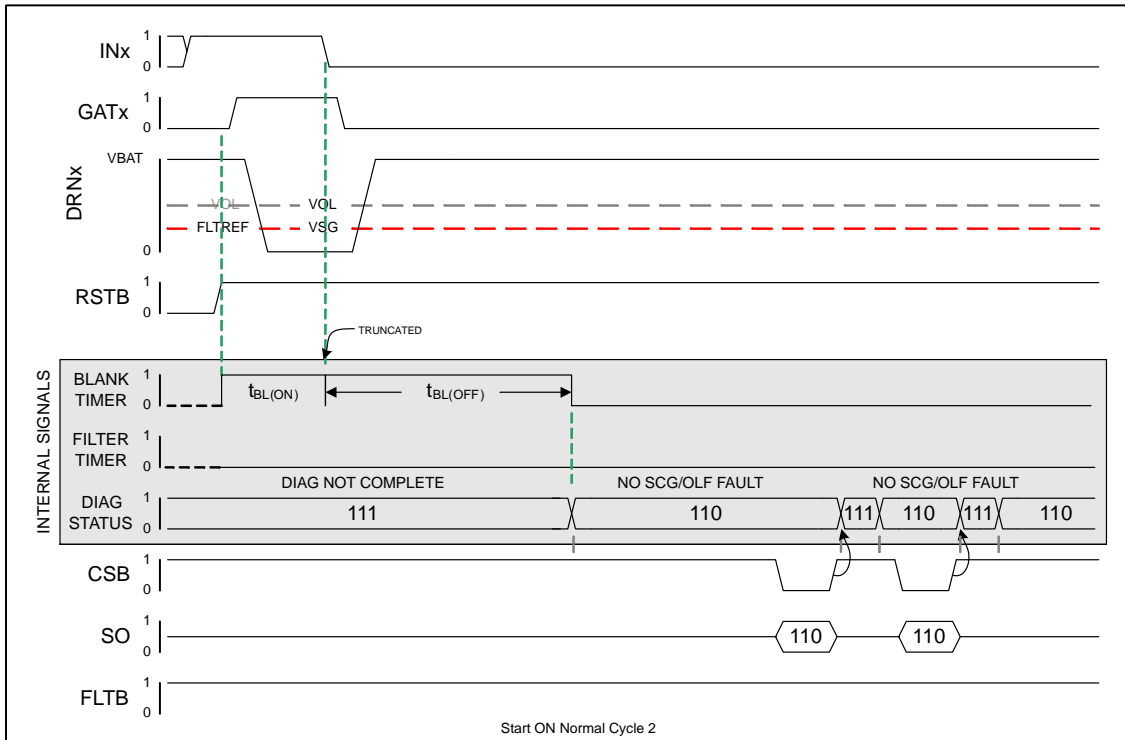 INx
1
0
GATx
1
0
DRNx
VBAT
0
VOL
VOL
FLTREF
VSG
RSTB
1
0
TRUNCATED
INTERNAL SIGNALS
BLANK TIMER
1
0
tBL(ON)
tBL(OFF)
FILTER TIMER
1
0
DIAG NOT COMPLETE
NO SCG/OLF FAULT
NO SCG/OLF FAULT
DIAG STATUS
1
0
111
110
111
110
111
110
CSB
1
0
SO
1
0
110
110
FLTB
1
0
Start ON Normal Cycle 2